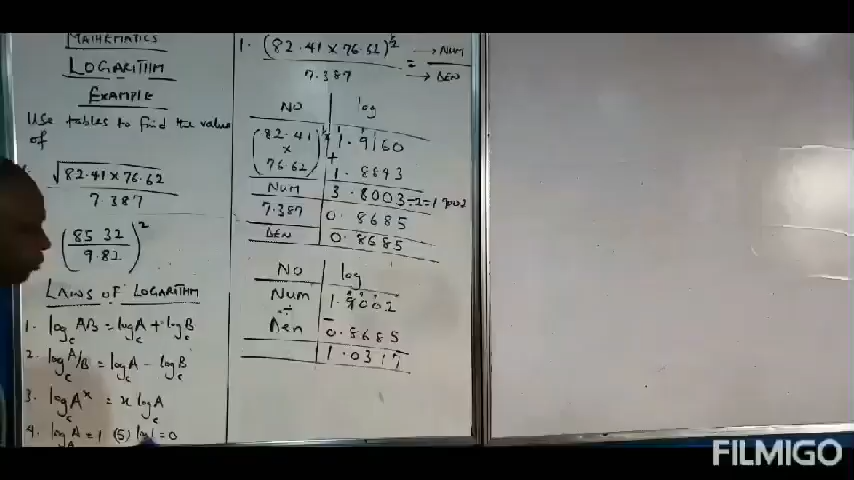 MATHEMATICS
LOGARITHM
EXAMPLE
Use tables to find the value
of
√82.41 x 76.62
7.387
(85.32
9.82)²
LAWS OF LOGARITHM
1. log_c AB = log_c A + log_c B
2. log_c A/B = log_c A - log_c B
3. log_c A^x = x log_c A
4. log_A A = 1 (5) log 1 = 0
1. (82.41 x 76.62)^½ → NUM
7.387 = → DEN
No log
(82.41 1.9160
x +
76.62)^½ 1.8843
Num 3.8003÷2=1.9002
7.387 0.8685
DEN 0.8685
No log
Num 1.9002
÷ -
Den 0.8685
1.0317
FILMIGO